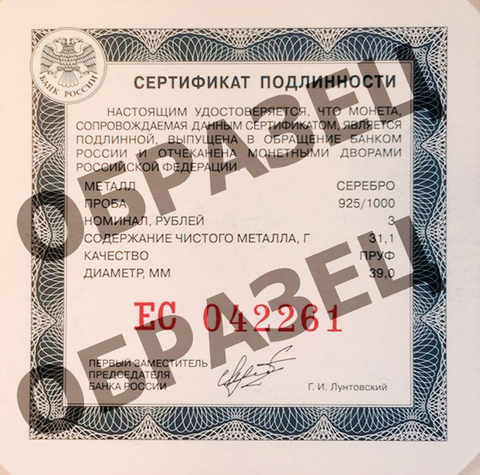 БАНК РОССИИ
СЕРТИФИКАТ ПОДЛИННОСТИ
НАСТОЯЩИМ УДОСТОВЕРЯЕТСЯ, ЧТО МОНЕТА,
СОПРОВОЖДАЕМАЯ ДАННЫМ СЕРТИФИКАТОМ, ЯВЛЯЕТСЯ
ПОДЛИННОЙ, ВЫПУЩЕНА В ОБРАЩЕНИЕ БАНКОМ
РОССИИ И ОТЧЕКАНЕНА МОНЕТНЫМИ ДВОРАМИ
РОССИЙСКОЙ ФЕДЕРАЦИИ.
МЕТАЛЛ СЕРЕБРО
ПРОБА 925/1000
НОМИНАЛ, РУБЛЕЙ 3
СОДЕРЖАНИЕ ЧИСТОГО МЕТАЛЛА, Г 31,1
КАЧЕСТВО ПРУФ
ДИАМЕТР, ММ 39,0
ЕС 042261
ПЕРВЫЙ ЗАМЕСТИТЕЛЬ
ПРЕДСЕДАТЕЛЯ
БАНКА РОССИИ
Г. И. Лунтовский
ОБРАЗЕЦ
ОБРАЗЕЦ